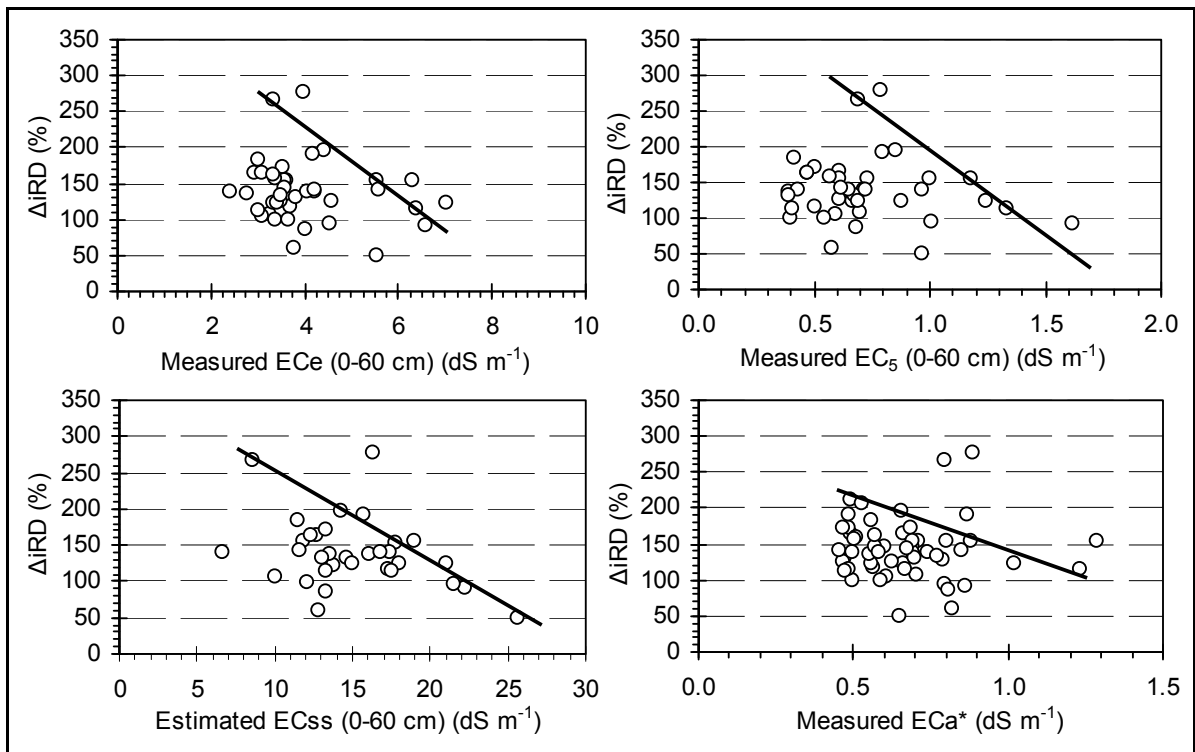 350
300
250
200
150
100
50
0
ΔiRD (%)
0 2 4 6 8 10
Measured ECe (0-60 cm) (dS m⁻¹)
350
300
250
200
150
100
50
0
ΔiRD (%)
0.0 0.5 1.0 1.5 2.0
Measured EC₅ (0-60 cm) (dS m⁻¹)
350
300
250
200
150
100
50
0
ΔiRD (%)
0 5 10 15 20 25 30
Estimated ECss (0-60 cm) (dS m⁻¹)
350
300
250
200
150
100
50
0
ΔiRD (%)
0.0 0.5 1.0 1.5
Measured ECa* (dS m⁻¹)